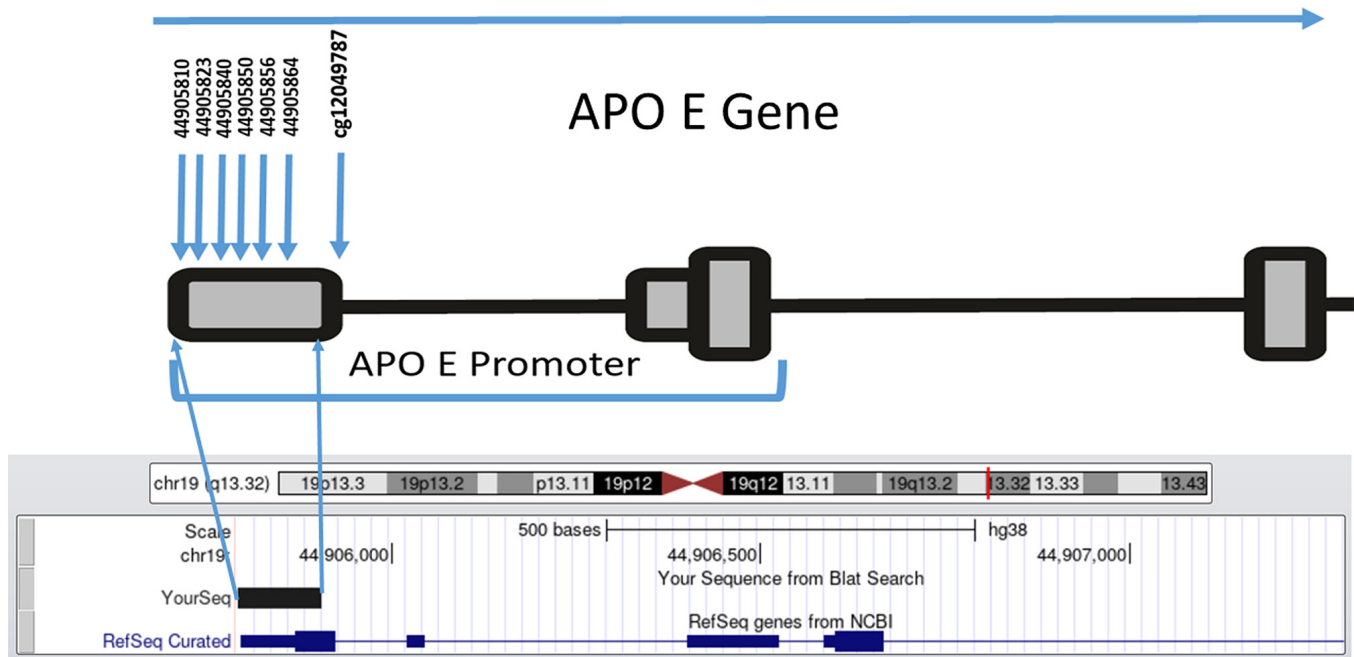 44905810
44905823
44905840
44905850
44905856
44905864
cg12049787
APO E Gene
APO E Promoter
chr19 (q13.32) 19p13.3 19p13.2 p13.11 19p12 19q12 13.11 19q13.2 13.32 13.33 13.43
Scale 500 bases hg38
chr19: 44,906,000 44,906,500 44,907,000
Your Sequence from Blat Search
YourSeq
RefSeq genes from NCBI
RefSeq Curated